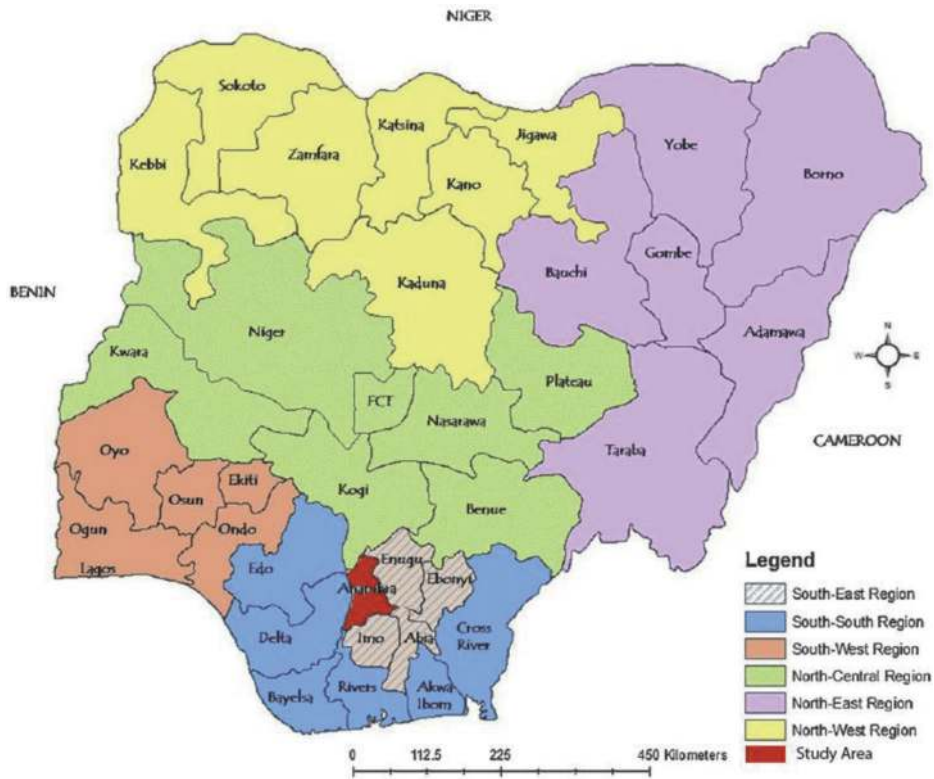 NIGER
Sokoto
Katsina
Jigawa
Yobe
Borno
Kebbi
Zamfara
Kano
Gombe
Bauchi
Kaduna
BENIN
Niger
Adamawa
N
W
E
S
Kwara
Plateau
FCT
Nasarawa
CAMEROON
Oyo
Taraba
Ekiti
Osun
Kogi
Benue
Ogun
Ondo
Lagos
Edo
Enugu
Ebonyi
Anambra
Delta
Imo
Abia
Cross
River
Bayelsa
Rivers
Akwa
Ibom
Legend
South-East Region
South-South Region
South-West Region
North-Central Region
North-East Region
North-West Region
Study Area
0 112.5 225 450 Kilometers